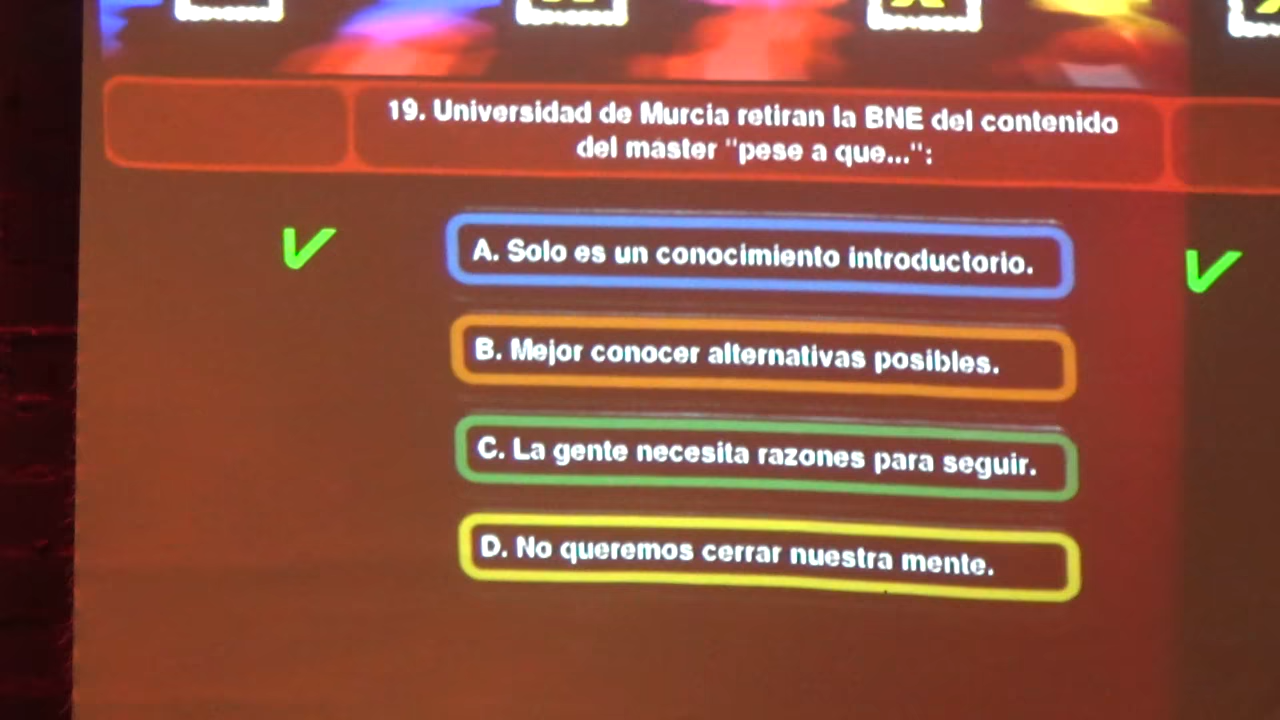 19. Universidad de Murcia retiran la BNE del contenido
del máster "pese a que...":
A. Solo es un conocimiento introductorio.
B. Mejor conocer alternativas posibles.
C. La gente necesita razones para seguir.
D. No queremos cerrar nuestra mente.